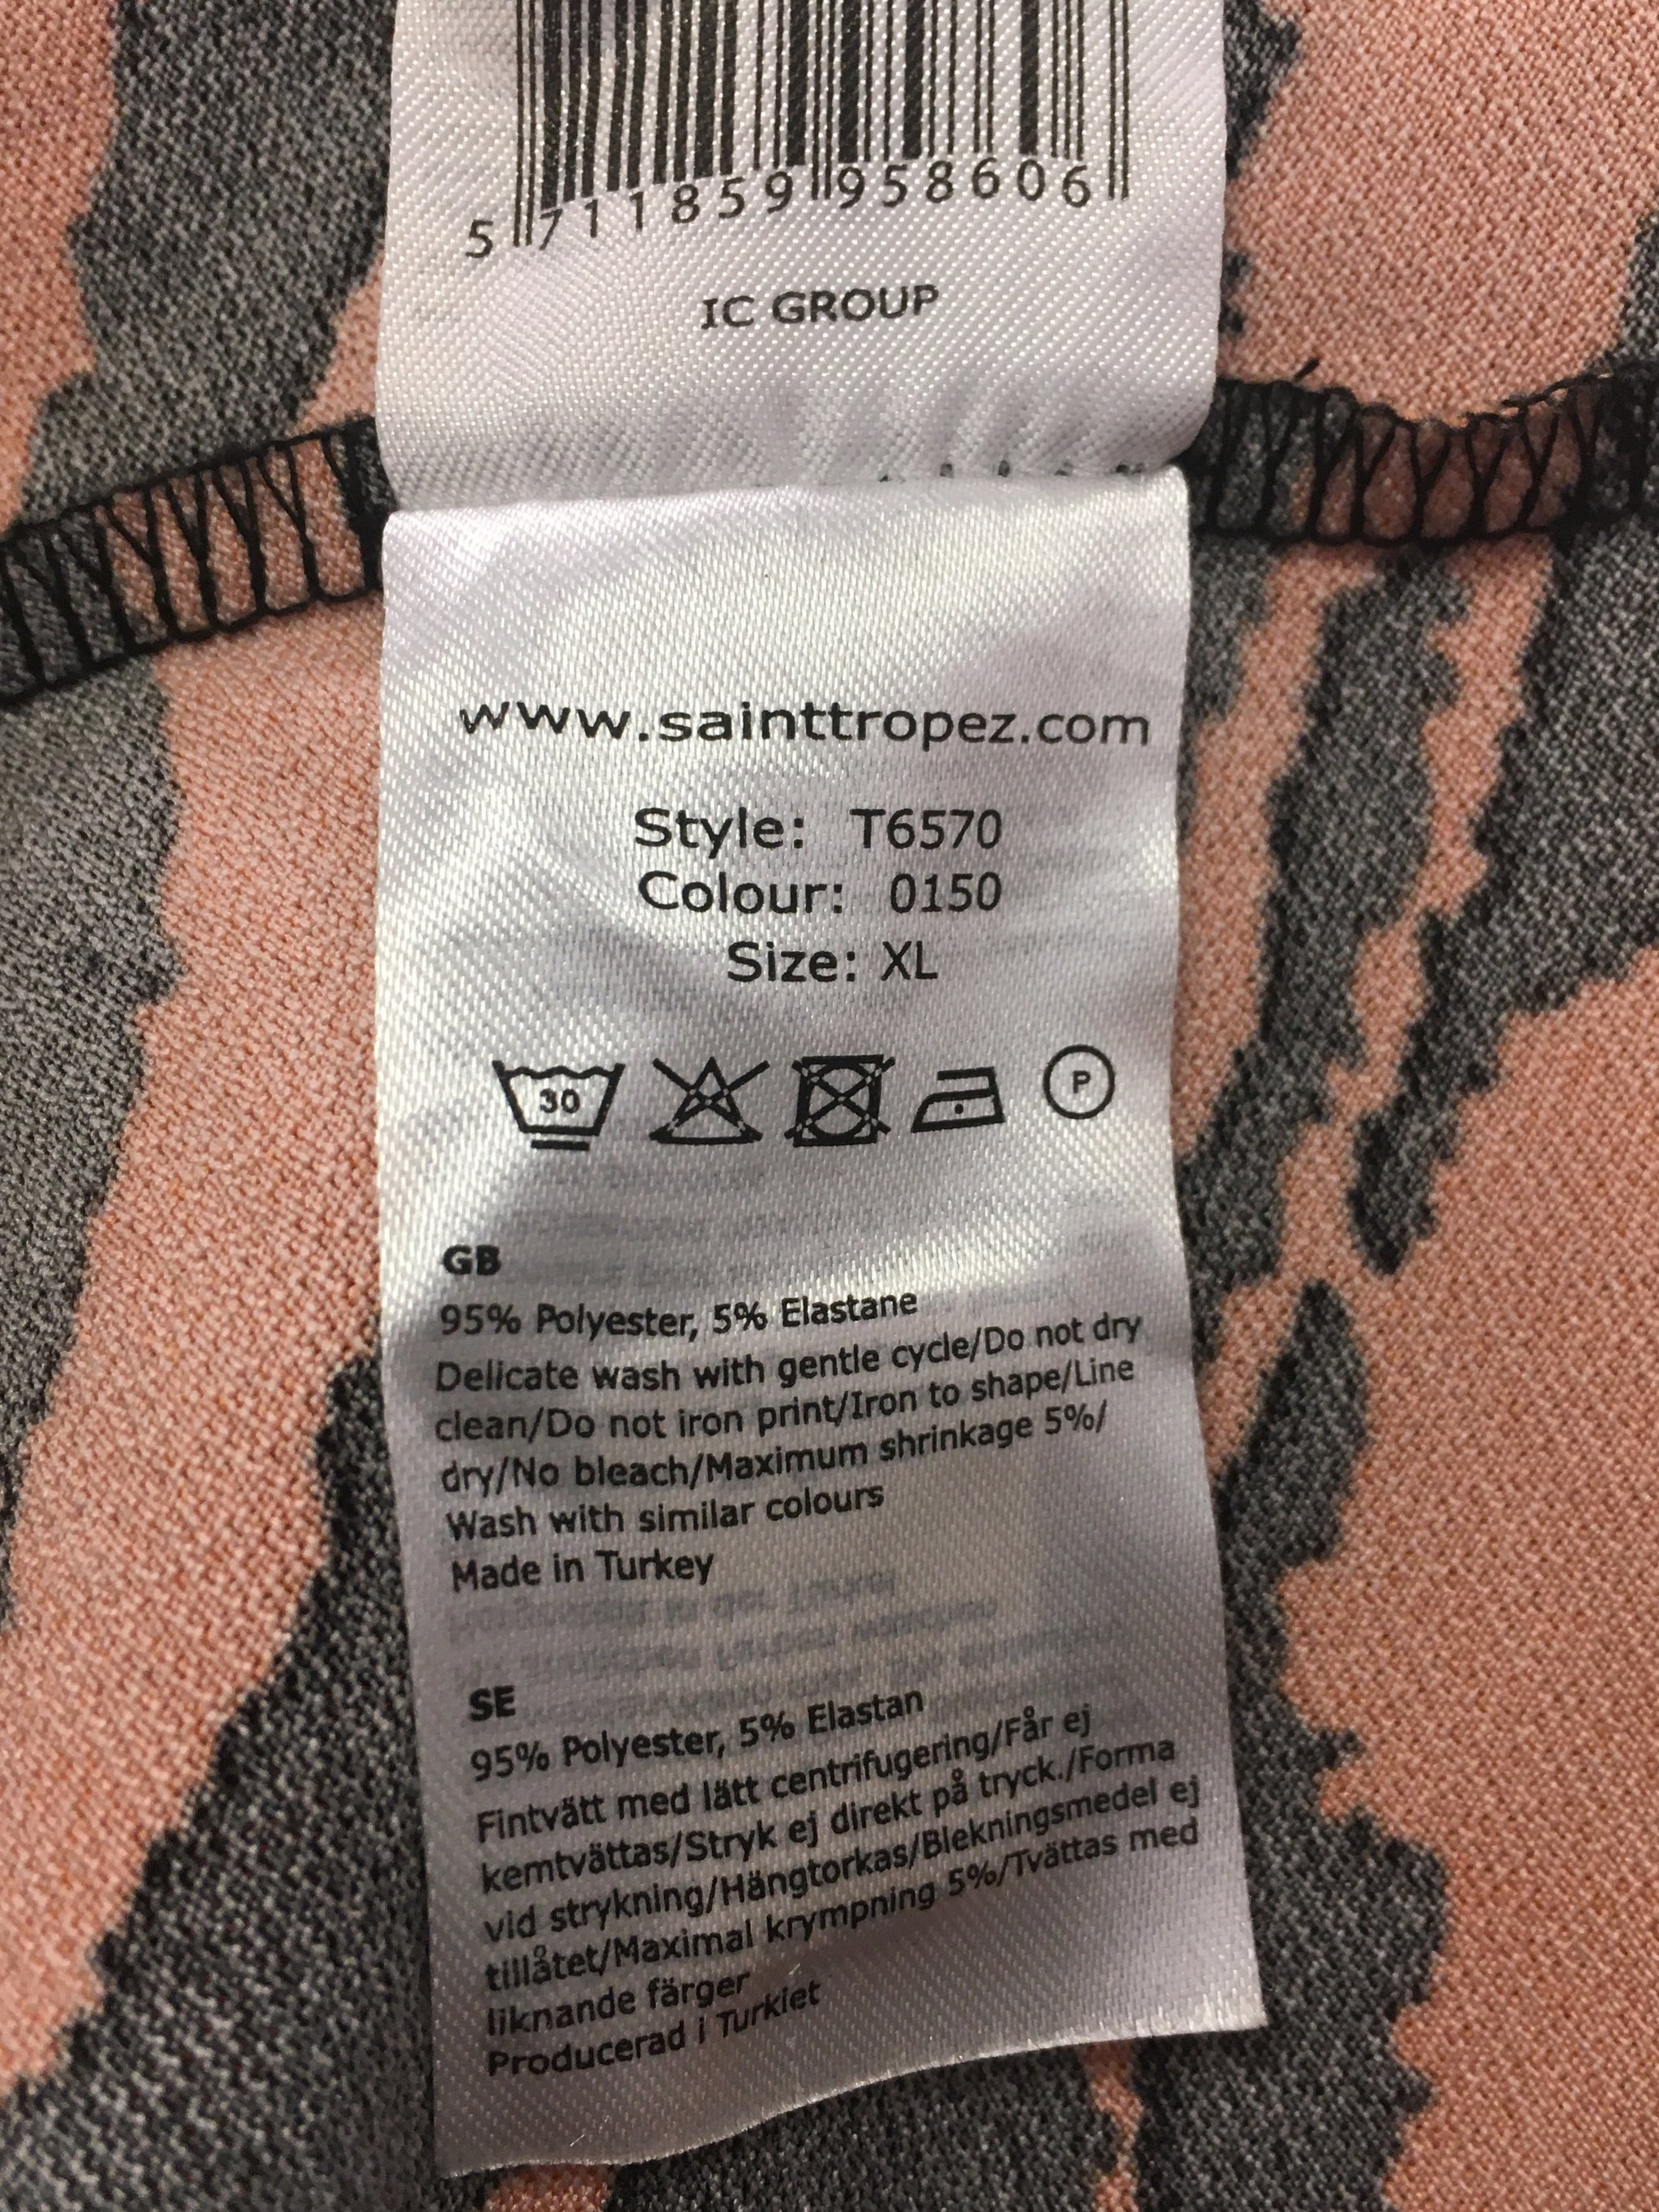 5 711859 958606
IC GROUP
www.sainttropez.com
Style: T6570
Colour: 0150
Size: XL
30 P
GB
95% Polyester, 5% Elastane
Delicate wash with gentle cycle/Do not dry
clean/Do not iron print/Iron to shape/Line
dry/No bleach/Maximum shrinkage 5%/
Wash with similar colours
Made in Turkey
SE
95% Polyester, 5% Elastan
Fintvätt med lätt centrifugering/Får ej
kemtvättas/Stryk ej direkt på tryck./Forma
vid strykning/Hängtorkas/Blekningsmedel ej
tillåtet/Maximal krympning 5%/Tvättas med
liknande färger
Producerad i Turkiet